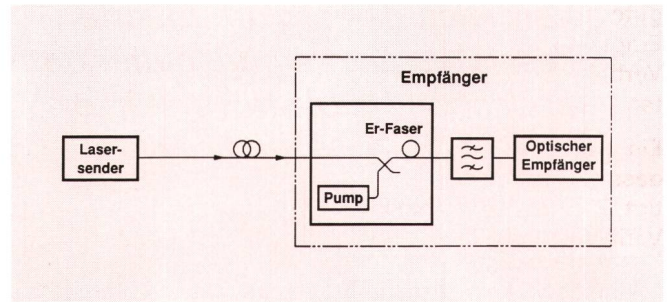 Empfänger
Er-Faser
Laser-
sender
Pump
Optischer
Empfänger